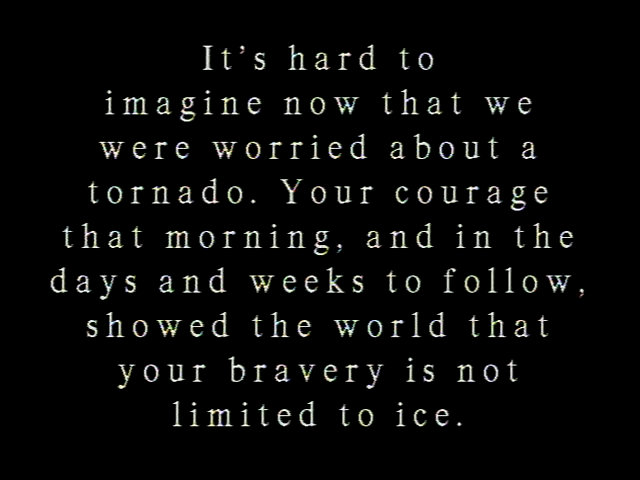 It's hard to
imagine now that we
were worried about a
tornado. Your courage
that morning, and in the
days and weeks to follow,
showed the world that
your bravery is not
limited to ice.